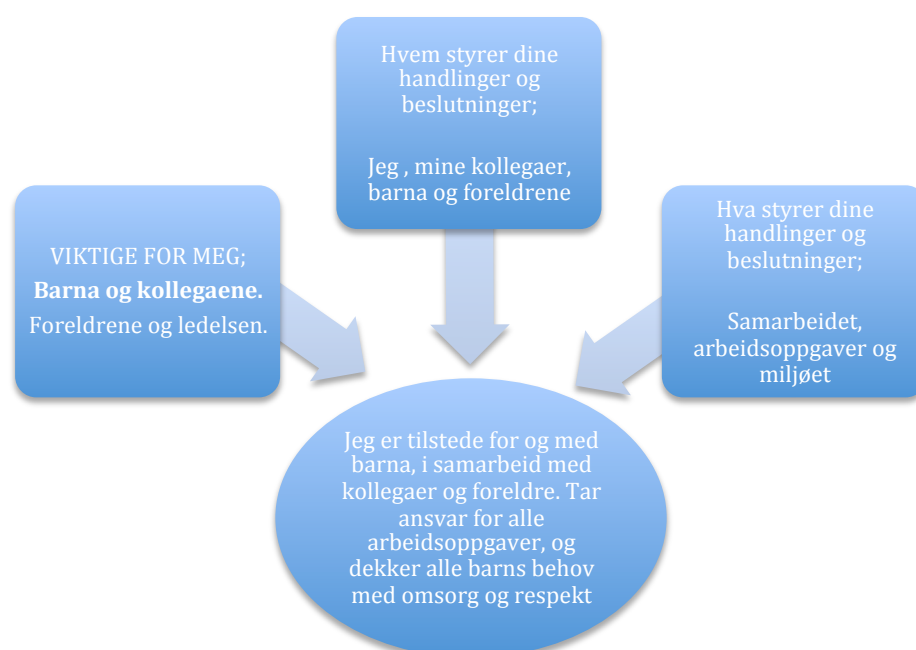 Hvem styrer dine
handlinger og
beslutninger;
Jeg , mine kollegaer,
barna og foreldrene
VIKTIGE FOR MEG;
Barna og kollegaene.
Foreldrene og ledelsen.
Hva styrer dine
handlinger og
beslutninger;
Samarbeidet,
arbeidsoppgaver og
miljøet
Jeg er tilstede for og med
barna, i samarbeid med
kollegaer og foreldre. Tar
ansvar for alle
arbeidsoppgaver, og
dekker alle barns behov
med omsorg og respekt